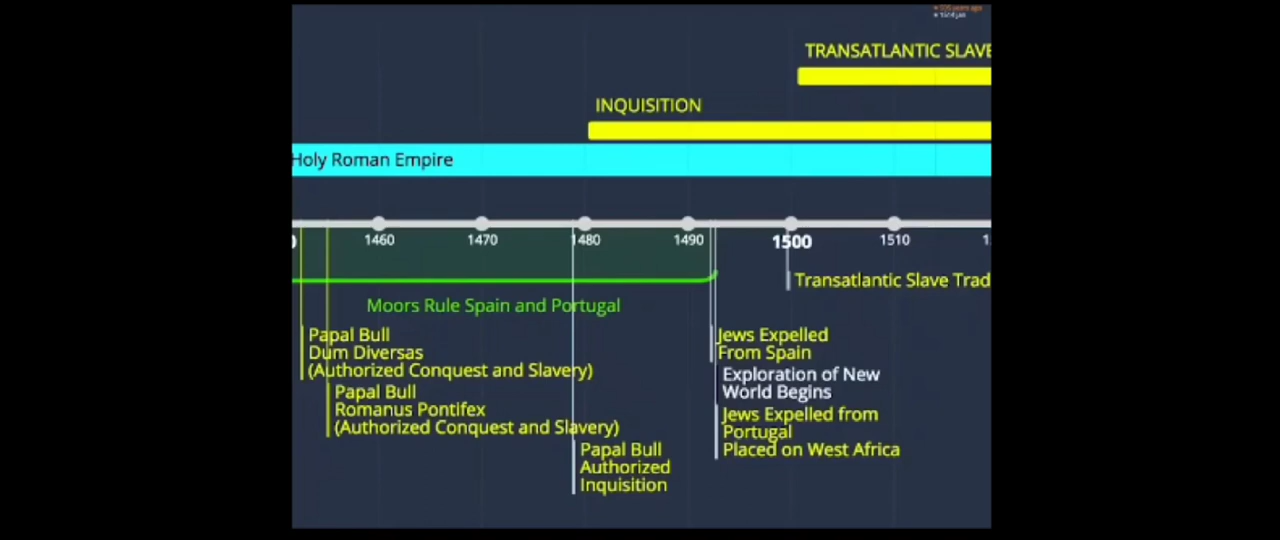 TRANSATLANTIC SLAVE
INQUISITION
Holy Roman Empire
1460
1470
1480
1490
1500
1510
Transatlantic Slave Trad
Moors Rule Spain and Portugal
Papal Bull
Dum Diversas
(Authorized Conquest and Slavery)
Papal Bull
Romanus Pontifex
(Authorized Conquest and Slavery)
Papal Bull
Authorized
Inquisition
Jews Expelled
From Spain
Exploration of New
World Begins
Jews Expelled from
Portugal
Placed on West Africa